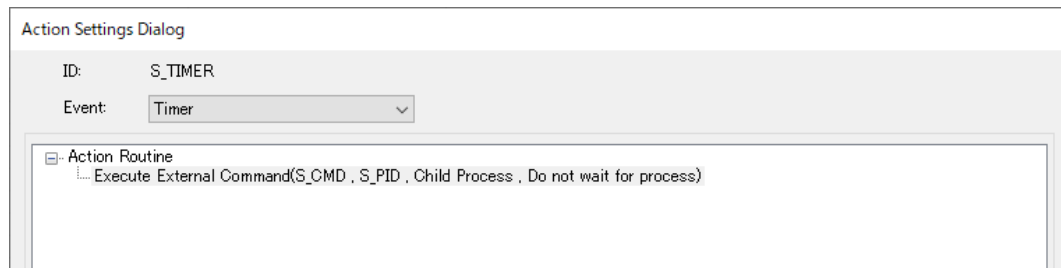 Action Settings Dialog
ID: S_TIMER
Event: Timer
Action Routine
Execute External Command(S_CMD , S_PID , Child Process , Do not wait for process)